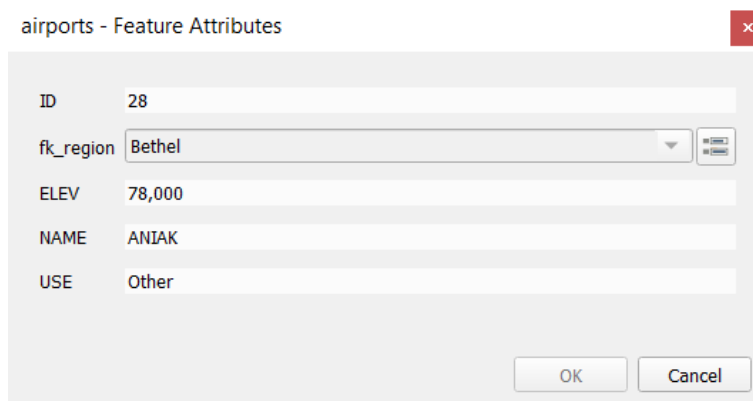 airports - Feature Attributes
ID 28
fk_region Bethel
ELEV 78,000
NAME ANIAK
USE Other
OK Cancel